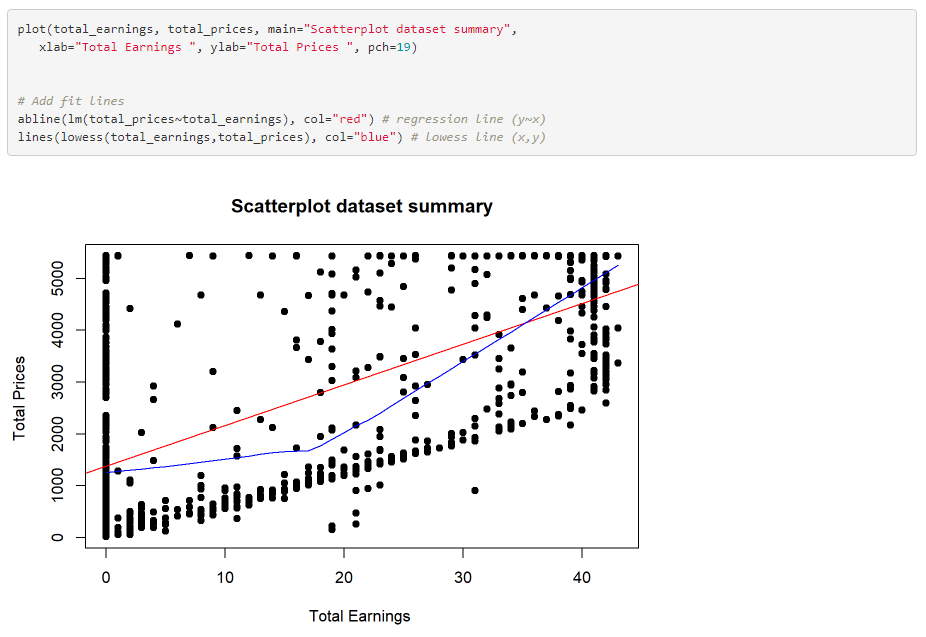 plot(total_earnings, total_prices, main="Scatterplot dataset summary",
xlab="Total Earnings ", ylab="Total Prices ", pch=19)
# Add fit lines
abline(lm(total_prices~total_earnings), col="red") # regression line (y~x)
lines(lowess(total_earnings,total_prices), col="blue") # lowess line (x,y)
Scatterplot dataset summary
Total Prices
5000
4000
3000
2000
1000
0
0 10 20 30 40
Total Earnings